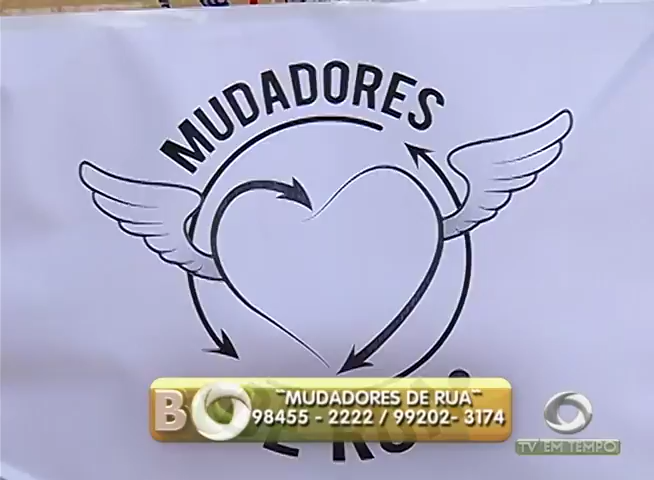 MUDADORES
B
"MUDADORES DE RUA"
98455 - 2222 / 99202- 3174
TV EM TEMPO